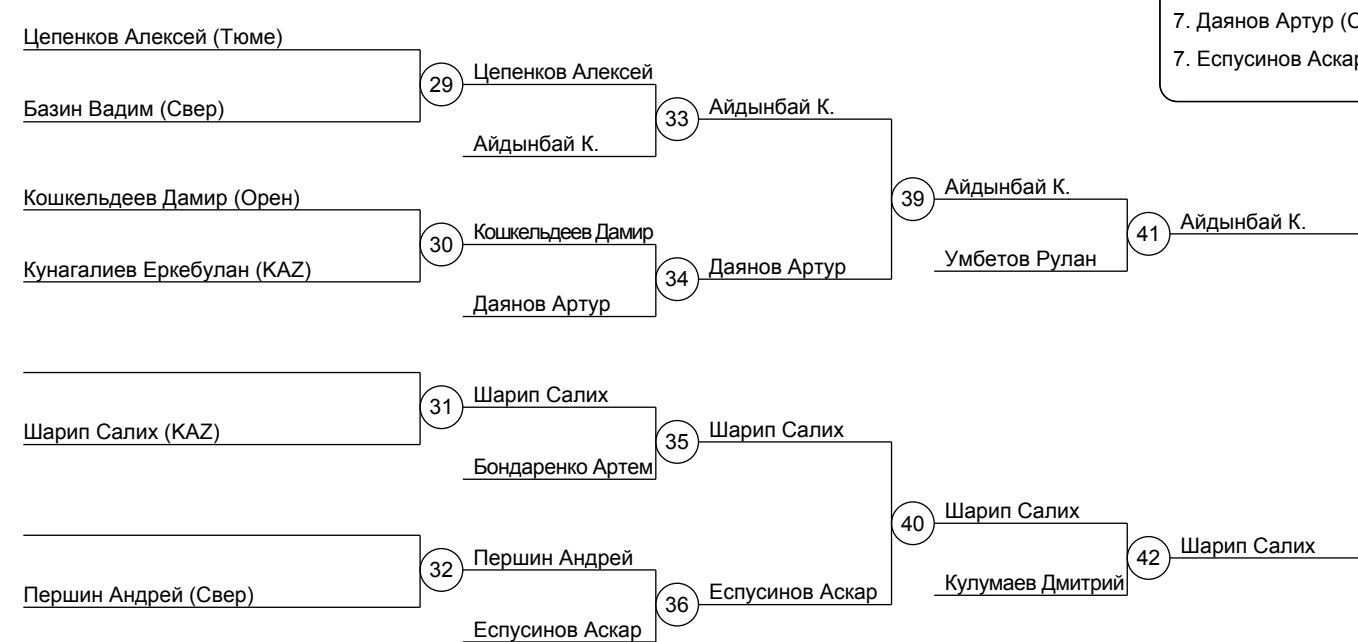 7. Даянов Артур (С
7. Еспусинов Аскар
Цепенков Алексей (Тюме)
29
Цепенков Алексей
Базин Вадим (Свер)
33
Айдынбай К.
Айдынбай К.
Кошкельдеев Дамир (Орен)
39
Айдынбай К.
30
Кошкельдеев Дамир
41
Айдынбай К.
Кунагалиев Еркебулан (KAZ)
34
Даянов Артур
Умбетов Рулан
Даянов Артур
31
Шарип Салих
Шарип Салих (KAZ)
35
Шарип Салих
Бондаренко Артем
40
Шарип Салих
32
Першин Андрей
42
Шарип Салих
Першин Андрей (Свер)
36
Еспусинов Аскар
Кулумаев Дмитрий
Еспусинов Аскар